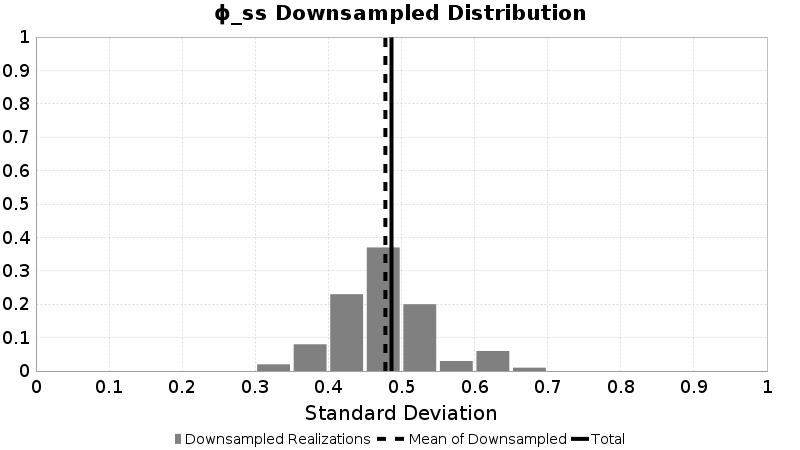 ϕ_ss Downsampled Distribution
1
0.9
0.8
0.7
0.6
0.5
0.4
0.3
0.2
0.1
0
0 0.1 0.2 0.3 0.4 0.5 0.6 0.7 0.8 0.9 1
Standard Deviation
Downsampled Realizations Mean of Downsampled Total